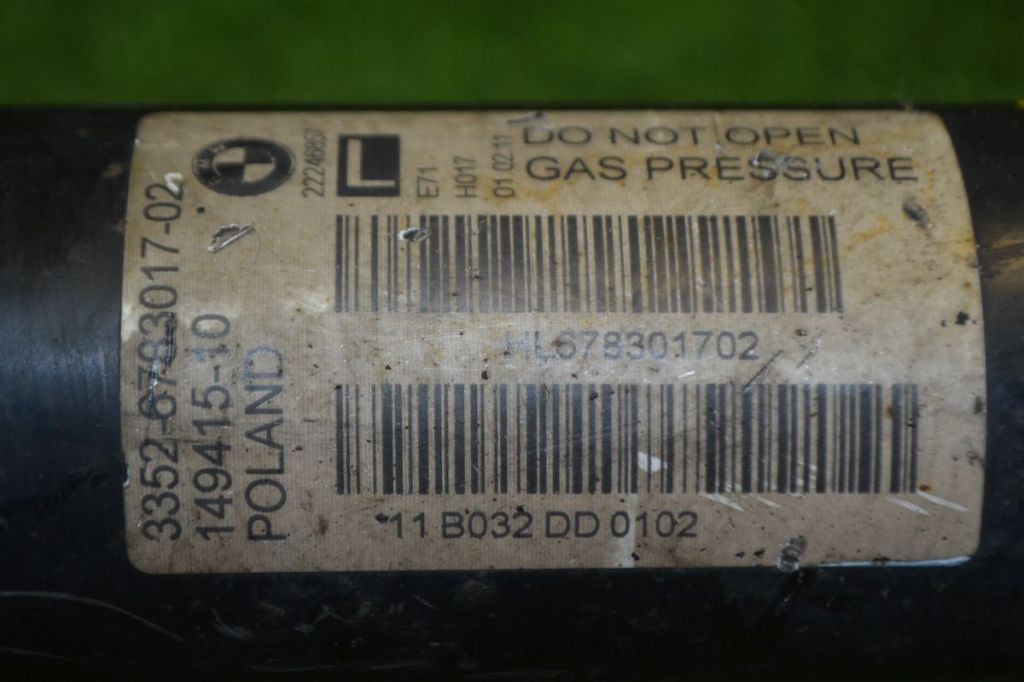 3352 6783017-02
149415-10
POLAND
22246867
L
E71
H017
01 02 11
DO NOT OPEN
GAS PRESSURE
HL678301702
11 B032 DD 0102